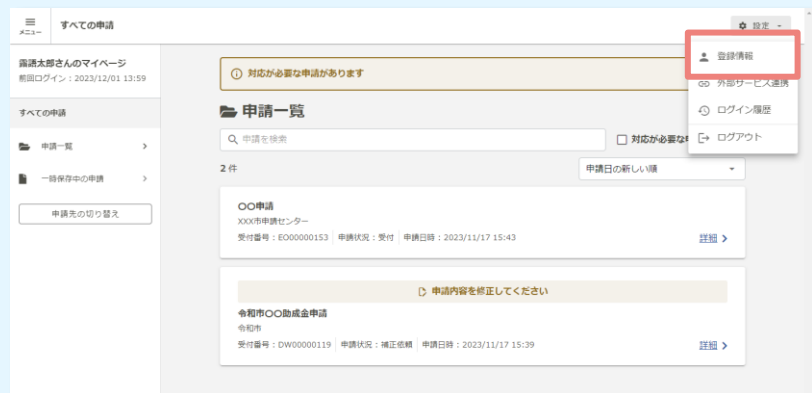 メニュー
すべての申請
設定
露語太郎さんのマイページ
前回ログイン：2023/12/01 13:59
すべての申請
申請一覧
一時保存中の申請
申請先の切り替え
対応が必要な申請があります
申請一覧
申請を検索
対応が必要な
2 件
申請日の新しい順
〇〇申請
XXX市申請センター
受付番号：EO00000153 申請状況：受付 申請日時：2023/11/17 15:43
詳細
申請内容を修正してください
令和市〇〇助成金申請
令和市
受付番号：DW00000119 申請状況：補正依頼 申請日時：2023/11/17 15:39
詳細
登録情報
外部サービス連携
ログイン履歴
ログアウト